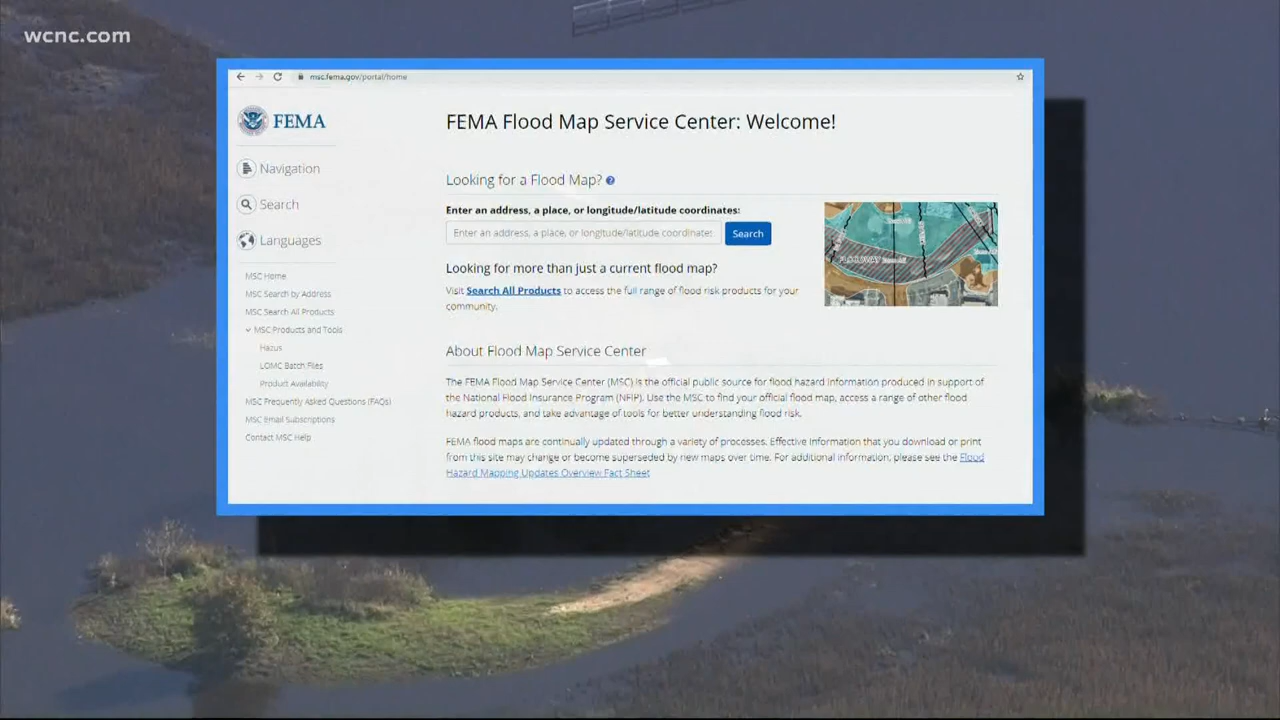 wcnc.com
msc.fema.gov/portal/home
FEMA
FEMA Flood Map Service Center: Welcome!
Navigation
Looking for a Flood Map?
Search
Enter an address, a place, or longitude/latitude coordinates:
Enter an address, a place, or longitude/latitude coordinates
Search
Languages
Looking for more than just a current flood map?
Visit Search All Products to access the full range of flood risk products for your
community.
FLOODWAY
MSC Home
MSC Search by Address
MSC Search All Products
MSC Products and Tools
Hazus
LOMC Batch Files
Product Availability
MSC Frequently Asked Questions (FAQs)
MSC Email Subscriptions
Contact MSC Help
About Flood Map Service Center
The FEMA Flood Map Service Center (MSC) is the official public source for flood hazard information produced in support of
the National Flood Insurance Program (NFIP). Use the MSC to find your official flood map, access a range of other flood
hazard products, and take advantage of tools for better understanding flood risk.
FEMA flood maps are continually updated through a variety of processes. Effective information that you download or print
from this site may change or become superseded by new maps over time. For additional information, please see the Flood
Hazard Mapping Updates Overview Fact Sheet